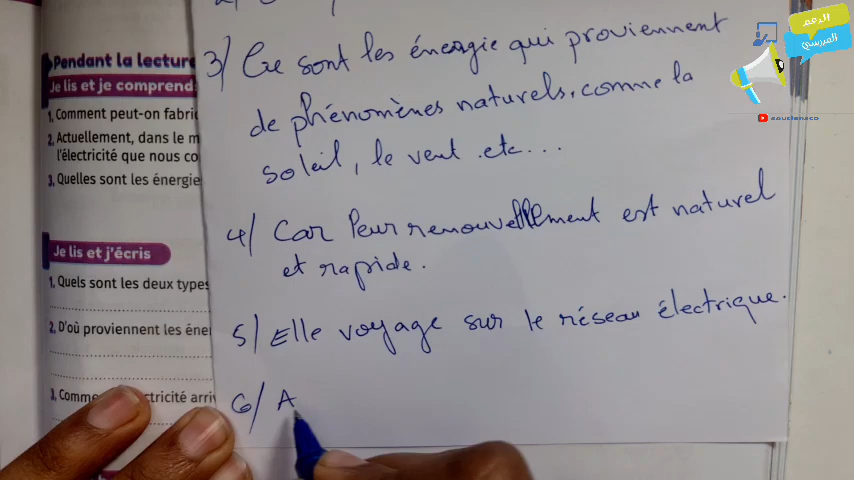 3) Ce sont les énergie qui proviennent
de phénomènes naturels. comme la
soleil, le vent .etc...
4) Car leur renouvellement est naturel
et rapide.
5) Elle voyage sur le réseau électrique.
6) A
Pendant la lecture
Je lis et je comprend
1. Comment peut-on fabri
2. Actuellement, dans le m
l'électricité que nous co
3. Quelles sont les énergie
Je lis et j'écris
1. Quels sont les deux types
2. D'où proviennent les éner
3. Comme ctricité arriv
الدعم
المدرسي
soustenaco